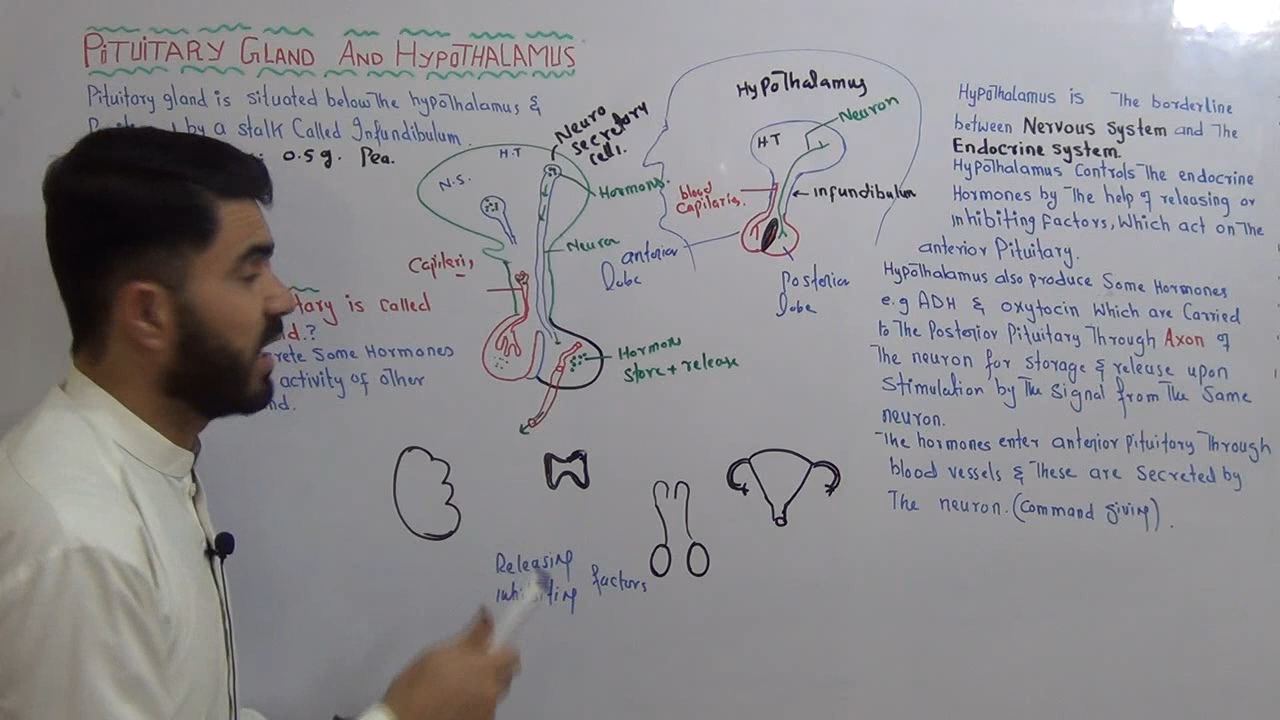 PITUITARY GLAND AND HYPOTHALAMUS
Pituitary gland is situated below The hypothalamus &
by a stalk Called Infundibulum
0.5 g. Pea.
tary is called
d.?
rete Some Hormones
activity of other
nd.
H.T
N.S.
Neuro
secretory
cell.
Hormons.
Neuron
Capileri,
Hormon
store + release
Hypothalamus
Neuron
H T
blood
Capilaries.
infundibulum
anterior
Lobe
Posterior
Lobe
Releasing
inhibiting factors
Hypothalamus is The borderline
between Nervous System and The
Endocrine system.
Hypothalamus Controls The endocrine
Hormones by The help of releasing or
inhibiting factors, Which act on The
anterior Pituitary.
Hypothalamus also produce Some Hormones
e.g ADH & oxytocin Which are Carried
to The Posterior Pituitary Through Axon of
The neuron for storage & release upon
Stimulation by The Signal from The Same
neuron.
The hormones enter anterior pituitary Through
blood vessels & These are Secreted by
The neuron. (Command giving).